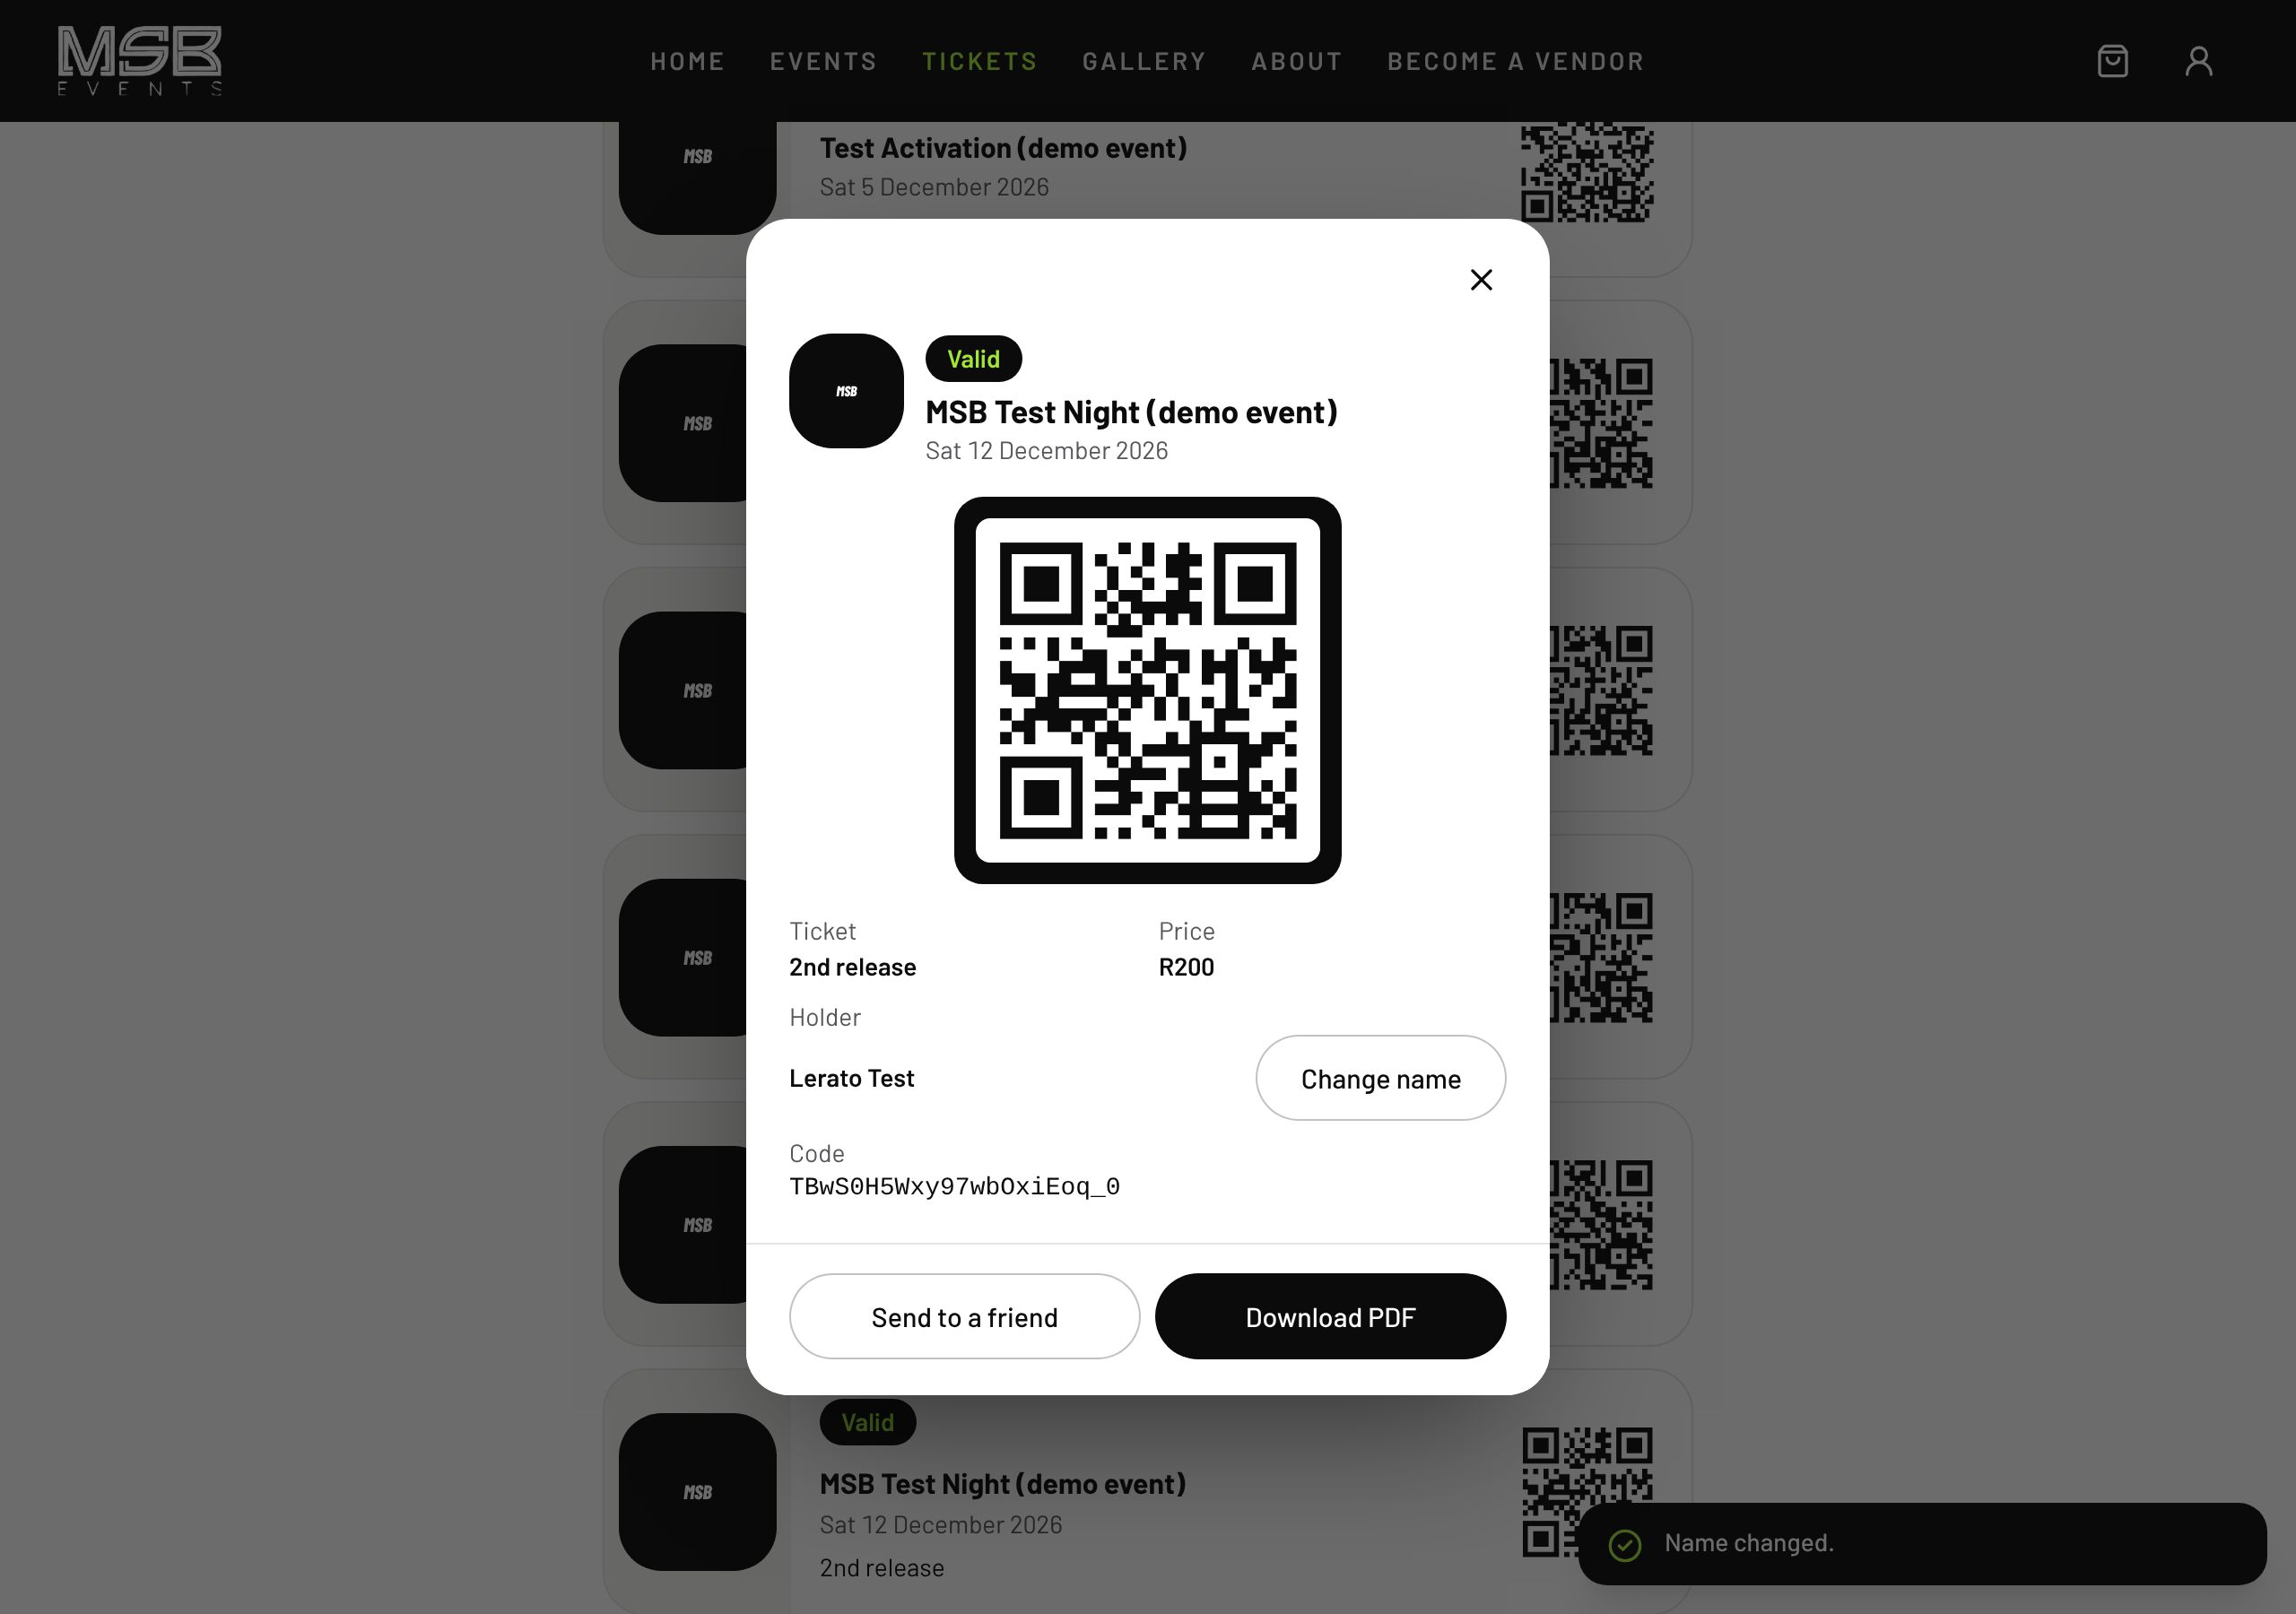 MSB
EVENTS
HOME
EVENTS
TICKETS
GALLERY
ABOUT
BECOME A VENDOR
MSB
Test Activation (demo event)
Sat 5 December 2026
MSB
MSB
MSB
MSB
MSB
Valid
MSB Test Night (demo event)
Sat 12 December 2026
Ticket
Price
2nd release
R200
Holder
Lerato Test
Change name
Code
TBwS0H5Wxy97wbOxiEoq_0
Send to a friend
Download PDF
Valid
MSB
MSB Test Night (demo event)
Sat 12 December 2026
2nd release
Name changed.